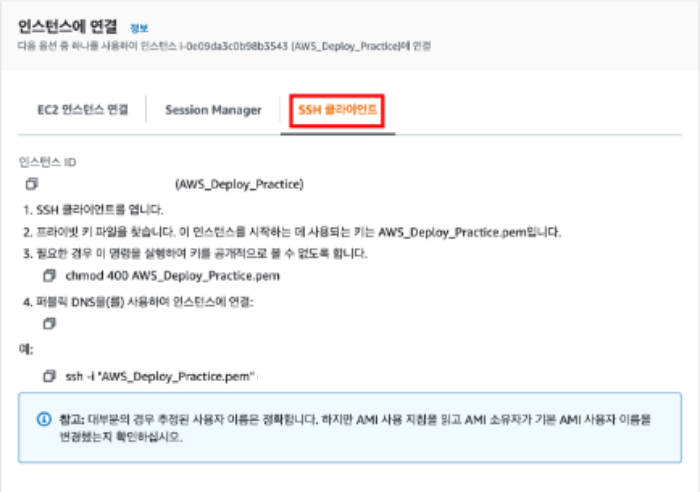 인스턴스에 연결 정보
다음 옵션 중 하나를 사용하여 인스턴스 i-0e09da3c0b98b3543 (AWS_Deploy_Practice)에 연결
EC2 인스턴스 연결 Session Manager SSH 클라이언트
인스턴스 ID
(AWS_Deploy_Practice)
1. SSH 클라이언트를 엽니다.
2. 프라이빗 키 파일을 찾습니다. 이 인스턴스를 시작하는 데 사용되는 키는 AWS_Deploy_Practice.pem입니다.
3. 필요한 경우 이 명령을 실행하여 키를 공개적으로 볼 수 없도록 합니다.
chmod 400 AWS_Deploy_Practice.pem
4. 퍼블릭 DNS을(를) 사용하여 인스턴스에 연결:
예:
ssh -i "AWS_Deploy_Practice.pem"
참고: 대부분의 경우 추정된 사용자 이름은 정확합니다. 하지만 AMI 사용 지침을 읽고 AMI 소유자가 기본 AMI 사용자 이름을
변경했는지 확인하십시오.